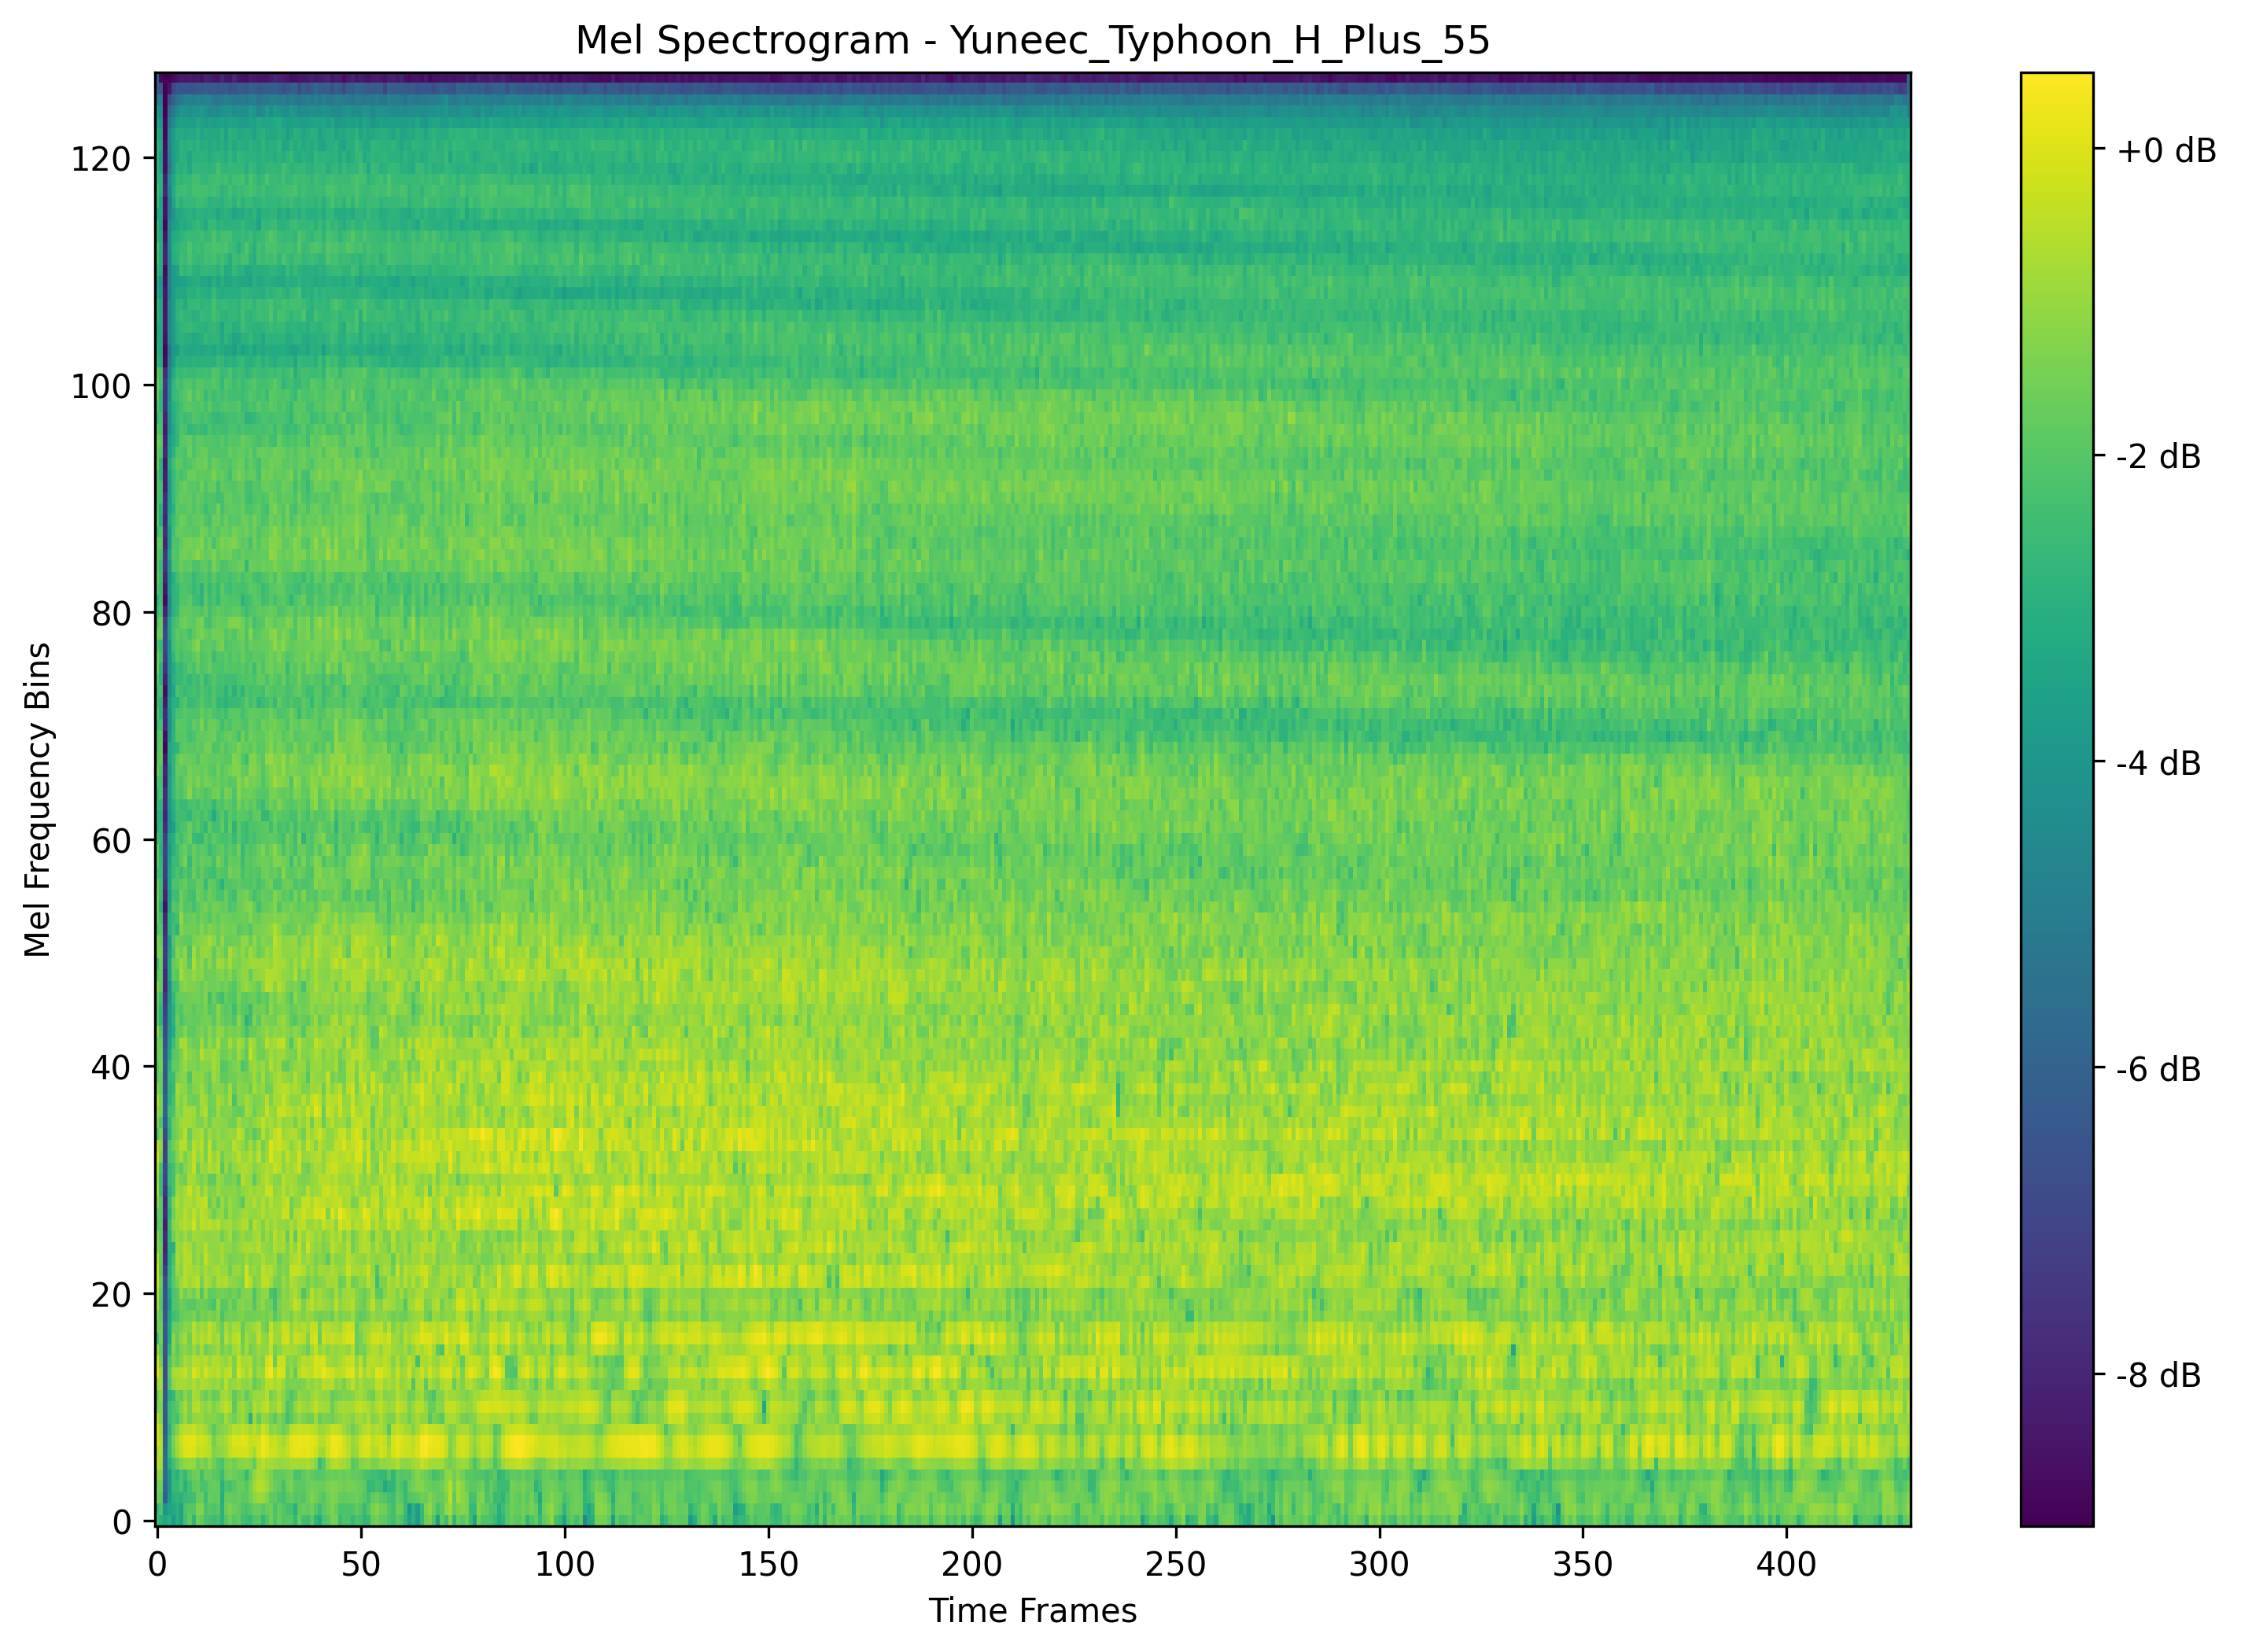 Mel Spectrogram - Yuneec_Typhoon_H_Plus_55
Mel Frequency Bins
120
100
80
60
40
20
0
0 50 100 150 200 250 300 350 400
Time Frames
+0 dB
-2 dB
-4 dB
-6 dB
-8 dB